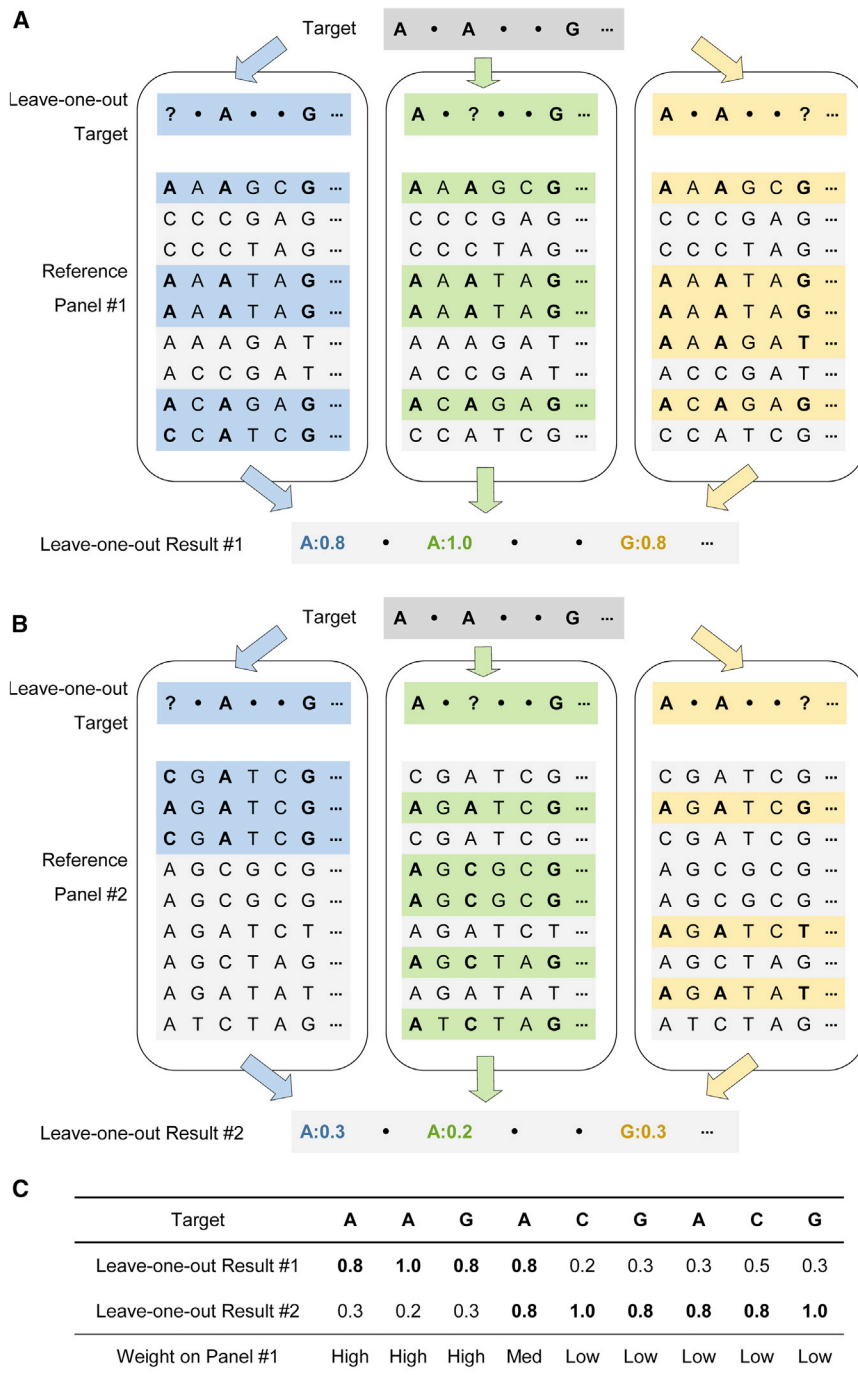 A
Target A • A • • G ...
Leave-one-out Target
? • A • • G ...
A • ? • • G ...
A • A • • ? ...
Reference Panel #1
A A A G C G ... A A A G C G ... A A A G C G ...
C C C G A G ... C C C G A G ... C C C G A G ...
C C C T A G ... C C C T A G ... C C C T A G ...
A A A T A G ... A A A T A G ... A A A T A G ...
A A A T A G ... A A A T A G ... A A A T A G ...
A A A G A T ... A A A G A T ... A A A G A T ...
A C C G A T ... A C C G A T ... A C C G A T ...
A C A G A G ... A C A G A G ... A C A G A G ...
C C A T C G ... C C A T C G ... C C A T C G ...
Leave-one-out Result #1 A:0.8 • A:1.0 • • G:0.8 ...
B
Target A • A • • G ...
Leave-one-out Target
? • A • • G ...
A • ? • • G ...
A • A • • ? ...
Reference Panel #2
C G A T C G ... C G A T C G ... C G A T C G ...
A G A T C G ... A G A T C G ... A G A T C G ...
C G A T C G ... C G A T C G ... C G A T C G ...
A G C G C G ... A G C G C G ... A G C G C G ...
A G C G C G ... A G C G C G ... A G C G C G ...
A G A T C T ... A G A T C T ... A G A T C T ...
A G C T A G ... A G C T A G ... A G C T A G ...
A G A T A T ... A G A T A T ... A G A T A T ...
A T C T A G ... A T C T A G ... A T C T A G ...
Leave-one-out Result #2 A:0.3 • A:0.2 • • G:0.3 ...
C
Target A A G A C G A C G
Leave-one-out Result #1 0.8 1.0 0.8 0.8 0.2 0.3 0.3 0.5 0.3
Leave-one-out Result #2 0.3 0.2 0.3 0.8 1.0 0.8 0.8 0.8 1.0
Weight on Panel #1 High High High Med Low Low Low Low Low